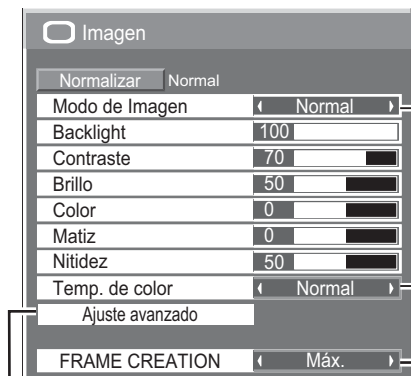 Imagen
Normalizar Normal
Modo de Imagen Normal
Backlight 100
Contraste 70
Brillo 50
Color 0
Matiz 0
Nitidez 50
Temp. de color Normal
Ajuste avanzado
FRAME CREATION Máx.